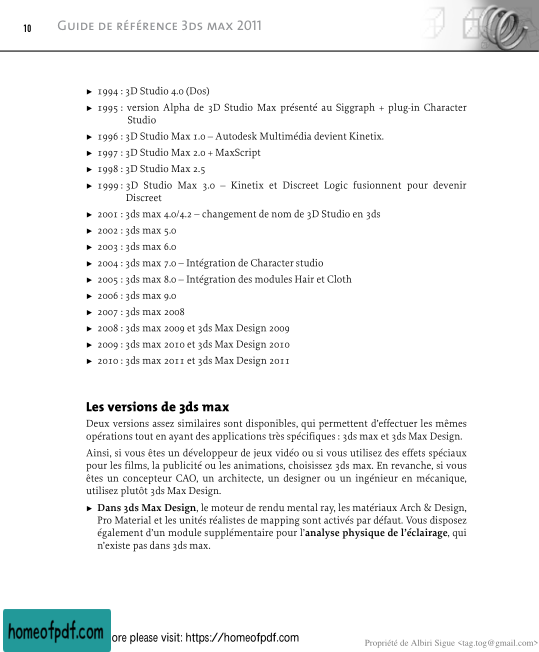 10 GUIDE DE RÉFÉRENCE 3DS MAX 2011
► 1994 : 3D Studio 4.0 (Dos)
► 1995 : version Alpha de 3D Studio Max présenté au Siggraph + plug-in Character
Studio
► 1996 : 3D Studio Max 1.0 – Autodesk Multimédia devient Kinetix.
► 1997 : 3D Studio Max 2.0 + MaxScript
► 1998 : 3D Studio Max 2.5
► 1999 : 3D Studio Max 3.0 – Kinetix et Discreet Logic fusionnent pour devenir
Discreet
► 2001 : 3ds max 4.0/4.2 – changement de nom de 3D Studio en 3ds
► 2002 : 3ds max 5.0
► 2003 : 3ds max 6.0
► 2004 : 3ds max 7.0 – Intégration de Character studio
► 2005 : 3ds max 8.0 – Intégration des modules Hair et Cloth
► 2006 : 3ds max 9.0
► 2007 : 3ds max 2008
► 2008 : 3ds max 2009 et 3ds Max Design 2009
► 2009 : 3ds max 2010 et 3ds Max Design 2010
► 2010 : 3ds max 2011 et 3ds Max Design 2011
Les versions de 3ds max
Deux versions assez similaires sont disponibles, qui permettent d'effectuer les mêmes
opérations tout en ayant des applications très spécifiques : 3ds max et 3ds Max Design.
Ainsi, si vous êtes un développeur de jeux vidéo ou si vous utilisez des effets spéciaux
pour les films, la publicité ou les animations, choisissez 3ds max. En revanche, si vous
êtes un concepteur CAO, un architecte, un designer ou un ingénieur en mécanique,
utilisez plutôt 3ds Max Design.
► Dans 3ds Max Design, le moteur de rendu mental ray, les matériaux Arch & Design,
Pro Material et les unités réalistes de mapping sont activés par défaut. Vous disposez
également d'un module supplémentaire pour l'analyse physique de l'éclairage, qui
n'existe pas dans 3ds max.
homeofpdf.com ore please visit: https://homeofpdf.com
Propriété de Albiri Sigue <tag.tog@gmail.com>